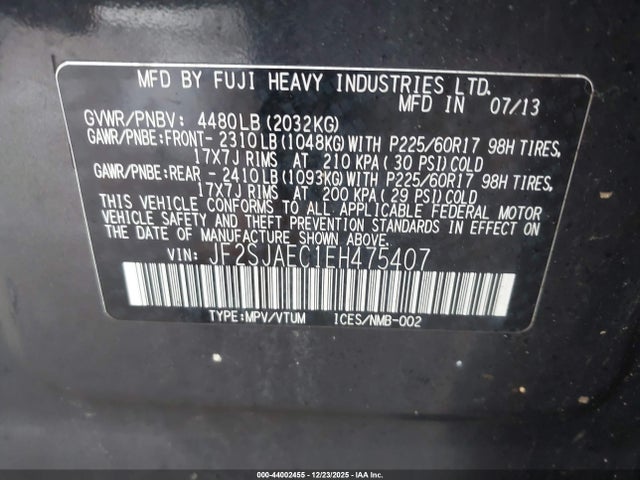 MFD BY FUJI HEAVY INDUSTRIES LTD.
MFD IN 07/13
GVWR/PNBV: 4480LB (2032KG)
GAWR/PNBE:FRONT- 2310LB(1048KG)WITH P225/60R17 98H TIRES,
17X7J RIMS AT 210 KPA (30 PSI)COLD
GAWR/PNBE:REAR - 2410LB(1093KG)WITH P225/60R17 98H TIRES,
17X7J RIMS AT 200 KPA (29 PSI)COLD
THIS VEHICLE CONFORMS TO ALL APPLICABLE FEDERAL MOTOR
VEHICLE SAFETY AND THEFT PREVENTION STANDARDS IN EFFECT
ON THE DATE OF MANUFACTURE SHOWN ABOVE.
VIN: JF2SJAEC1EH475407
TYPE:MPV/VTUM ICES/NMB-002
000-44002455 - 12/23/2025 - IAAC, Inc.